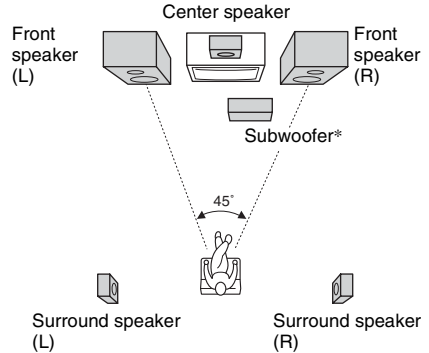 Center speaker
Front
speaker
(L)
Front
speaker
(R)
Subwoofer*
45˚
Surround speaker
(L)
Surround speaker
(R)